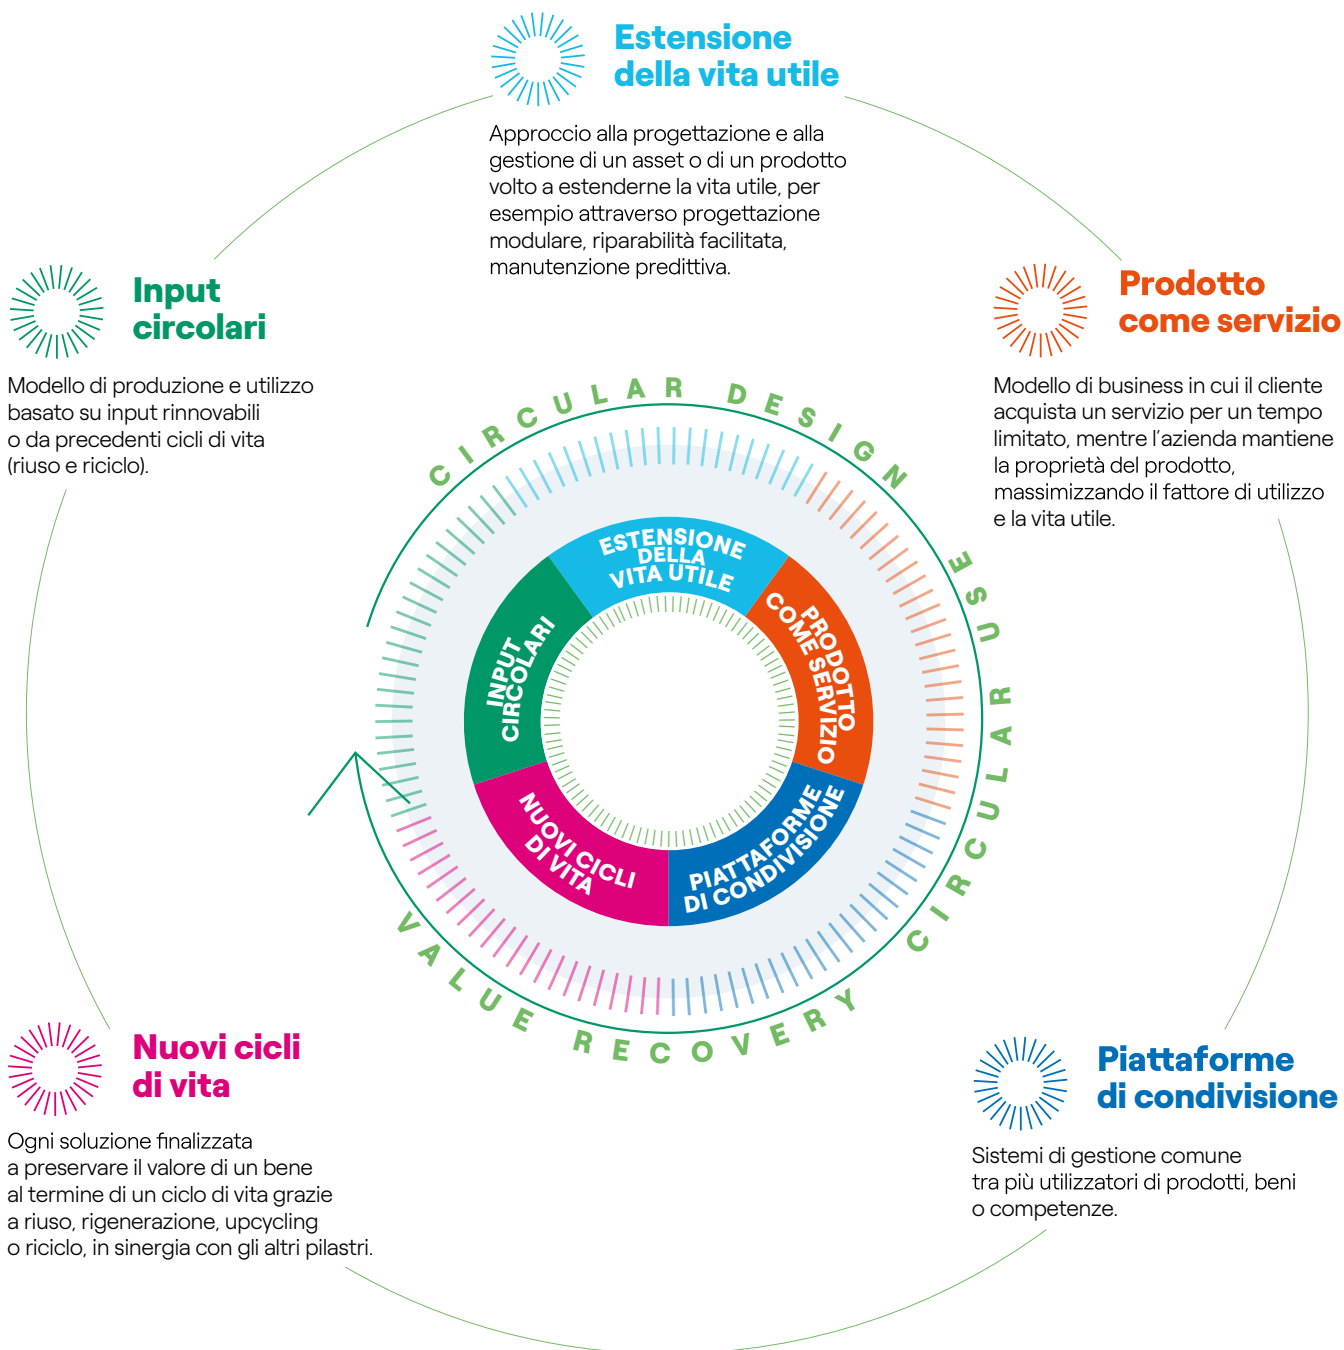 Estensione
della vita utile
Approccio alla progettazione e alla
gestione di un asset o di un prodotto
volto a estenderne la vita utile, per
esempio attraverso progettazione
modulare, riparabilità facilitata,
manutenzione predittiva.
Input
circolari
Modello di produzione e utilizzo
basato su input rinnovabili
o da precedenti cicli di vita
(riuso e riciclo).
Prodotto
come servizio
Modello di business in cui il cliente
acquista un servizio per un tempo
limitato, mentre l’azienda mantiene
la proprietà del prodotto,
massimizzando il fattore di utilizzo
e la vita utile.
CIRCULAR DESIGN
CIRCULAR USE
VALUE RECOVERY
ESTENSIONE
DELLA
VITA UTILE
PRODOTTO
COME SERVIZIO
PIATTAFORME
DI CONDIVISIONE
NUOVI CICLI
DI VITA
INPUT
CIRCOLARI
Nuovi cicli
di vita
Ogni soluzione finalizzata
a preservare il valore di un bene
al termine di un ciclo di vita grazie
a riuso, rigenerazione, upcycling
o riciclo, in sinergia con gli altri pilastri.
Piattaforme
di condivisione
Sistemi di gestione comune
tra più utilizzatori di prodotti, beni
o competenze.